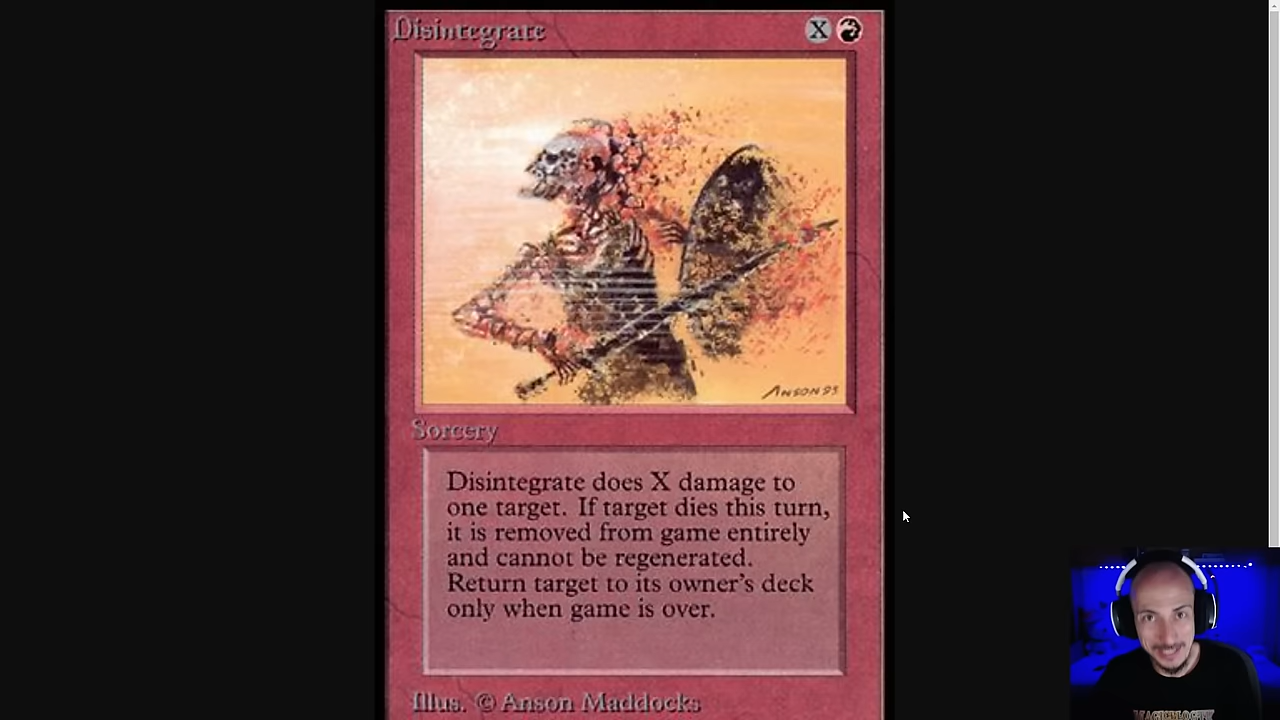 Disintegrate X
ANSON 93
Sorcery
Disintegrate does X damage to
one target. If target dies this turn,
it is removed from game entirely
and cannot be regenerated.
Return target to its owner's deck
only when game is over.
Illus. © Anson Maddocks